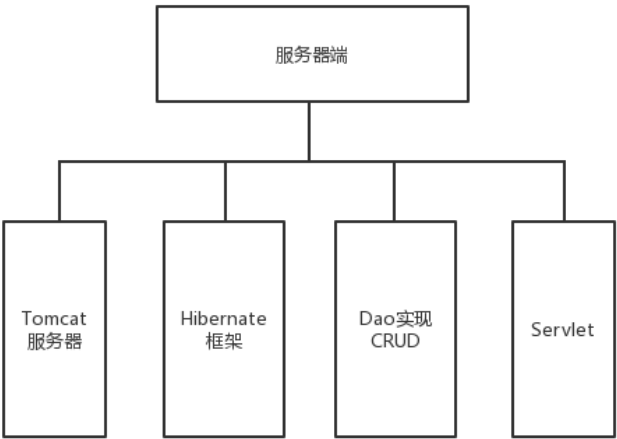 服务器端
Tomcat
服务器
Hibernate
框架
Dao实现
CRUD
Servlet